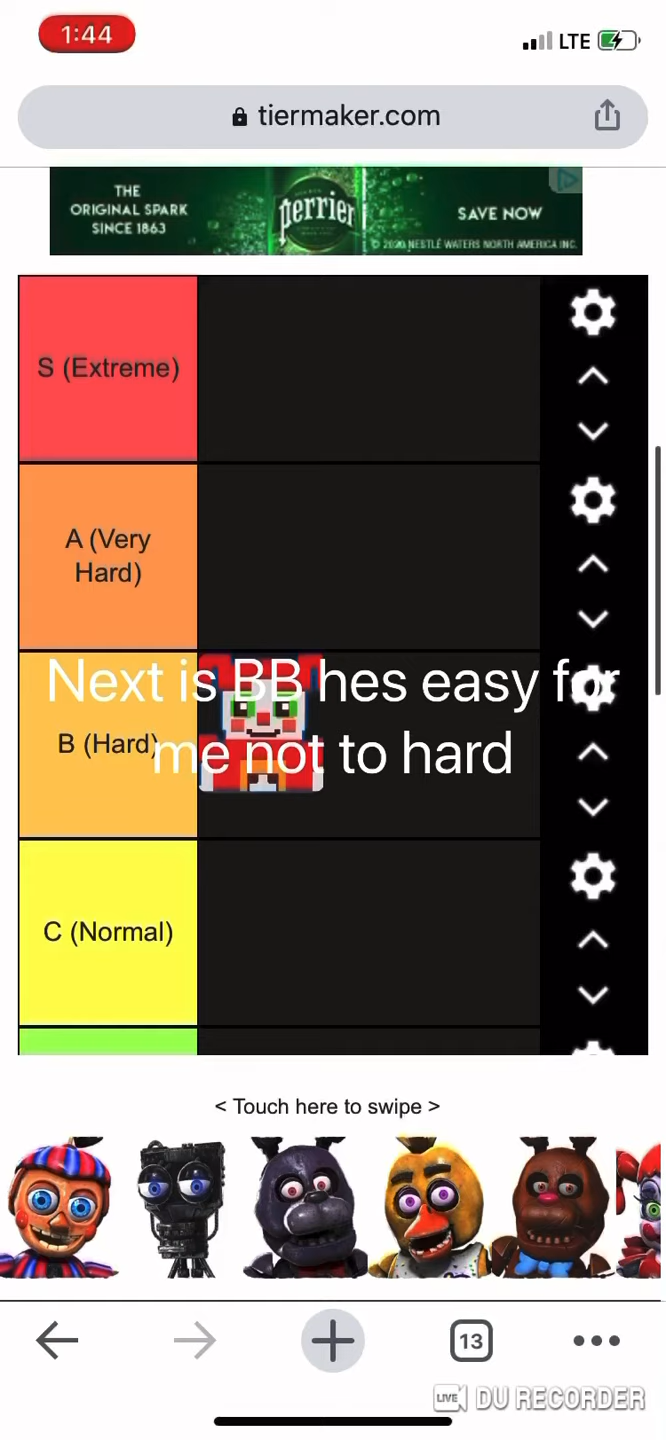 1:44
LTE
tiermaker.com
THE
ORIGINAL SPARK
SINCE 1863
perrier
SAVE NOW
© 2020 NESTLÉ WATERS NORTH AMERICA INC.
S (Extreme)
A (Very
Hard)
Next is BB hes easy for
me not to hard
B (Hard)
C (Normal)
< Touch here to swipe >
13
LIVE DU RECORDER